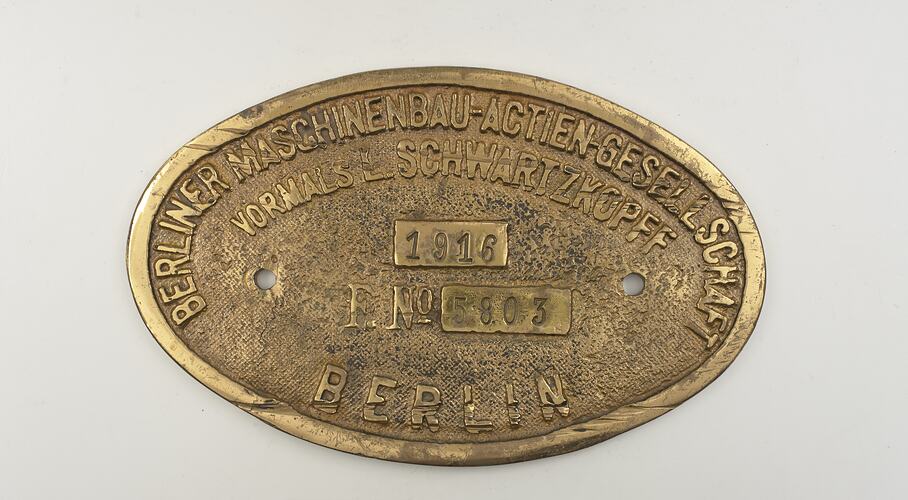 BERLINER MASCHINENBAU-ACTIEN-GESELLSCHAFT
VORMALS L. SCHWARTZKOPFF
1916
F. No 5803
BERLIN